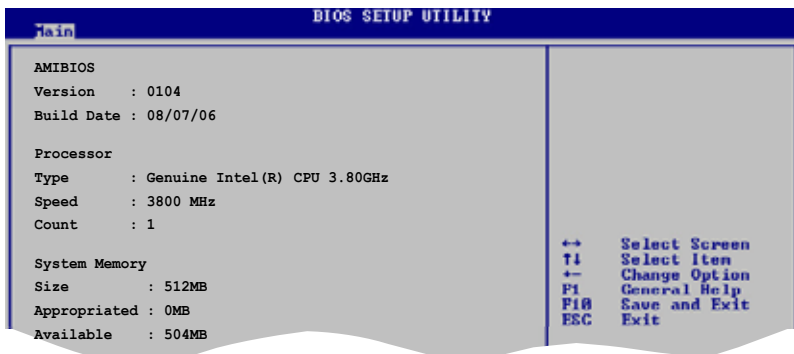 BIOS SETUP UTILITY
Main
AMIBIOS
Version : 0104
Build Date : 08/07/06
Processor
Type : Genuine Intel(R) CPU 3.80GHz
Speed : 3800 MHz
Count : 1
System Memory
Size : 512MB
Appropriated : 0MB
Available : 504MB
←→ Select Screen
↑↓ Select Item
+- Change Option
F1 General Help
F10 Save and Exit
ESC Exit